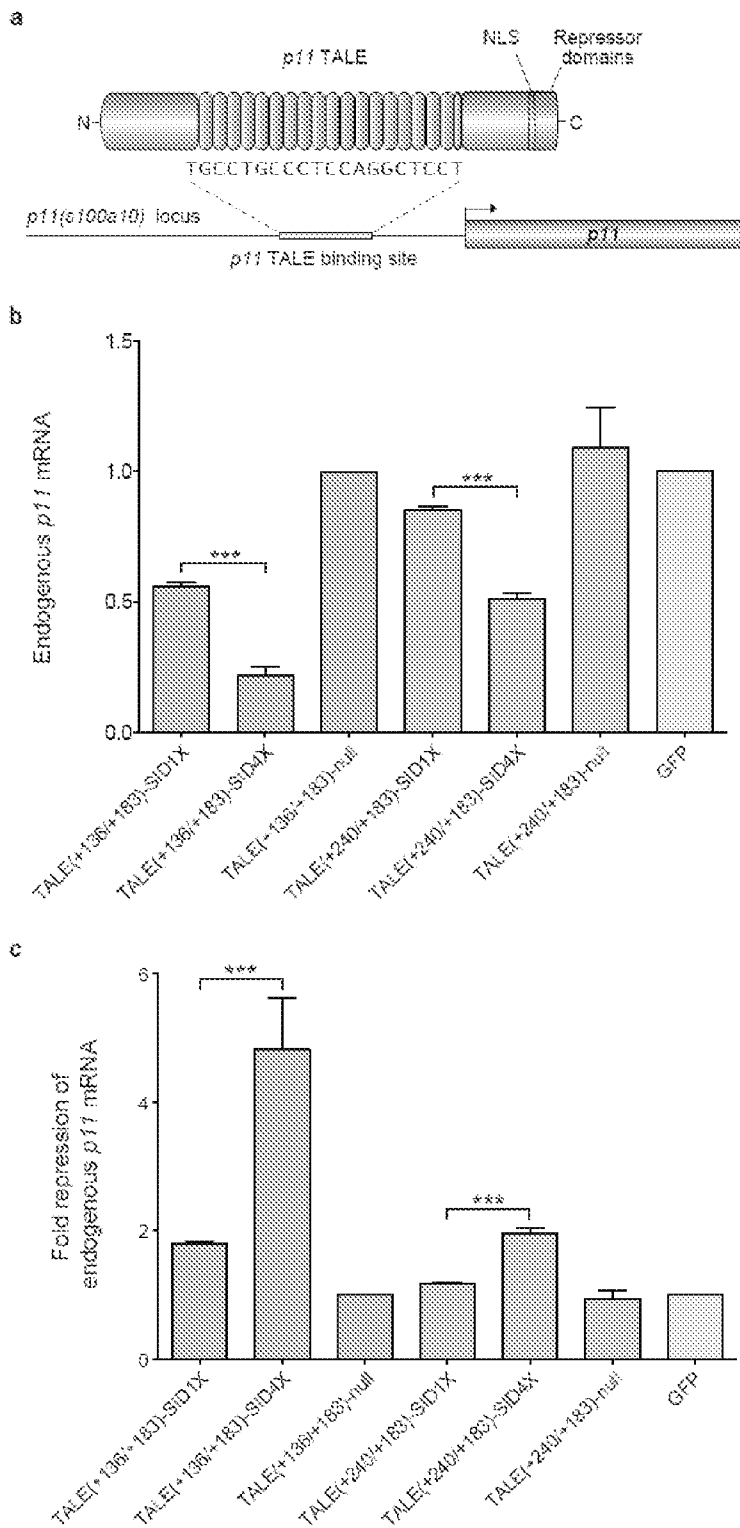 a
NLS
Repressor
domains
p11 TALE
N
C
TGCCTGCCCTCCAGGCTCCT
p11(s100a10) locus
p11
p11 TALE binding site
b
1.5
1.0
0.5
0.0
Endogenous p11 mRNA
***
***
TALE(+136/+183)-SID1X
TALE(+136/+183)-SID4X
TALE(+136/+183)-null
TALE(+240/+183)-SID1X
TALE(+240/+183)-SID4X
TALE(+240/+183)-null
GFP
c
6
4
2
0
Fold repression of
endogenous p11 mRNA
***
***
TALE(+136/+183)-SID1X
TALE(+136/+183)-SID4X
TALE(+136/+183)-null
TALE(+240/+183)-SID1X
TALE(+240/+183)-SID4X
TALE(+240/+183)-null
GFP